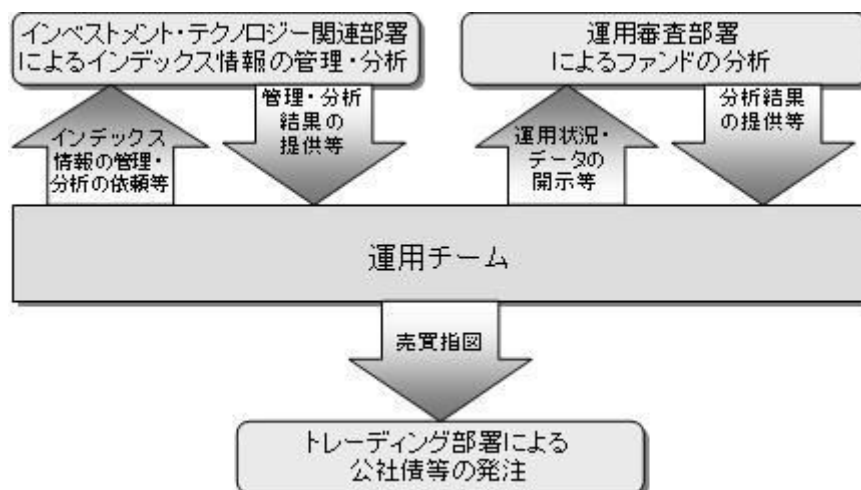 インベストメント・テクノロジー関連部署
によるインデックス情報の管理・分析
運用審査部署
によるファンドの分析
インデックス
情報の管理・
分析の依頼等
管理・分析
結果の
提供等
運用状況・
データの
開示等
分析結果
の提供等
運用チーム
売買指図
トレーディング部署による
公社債等の発注